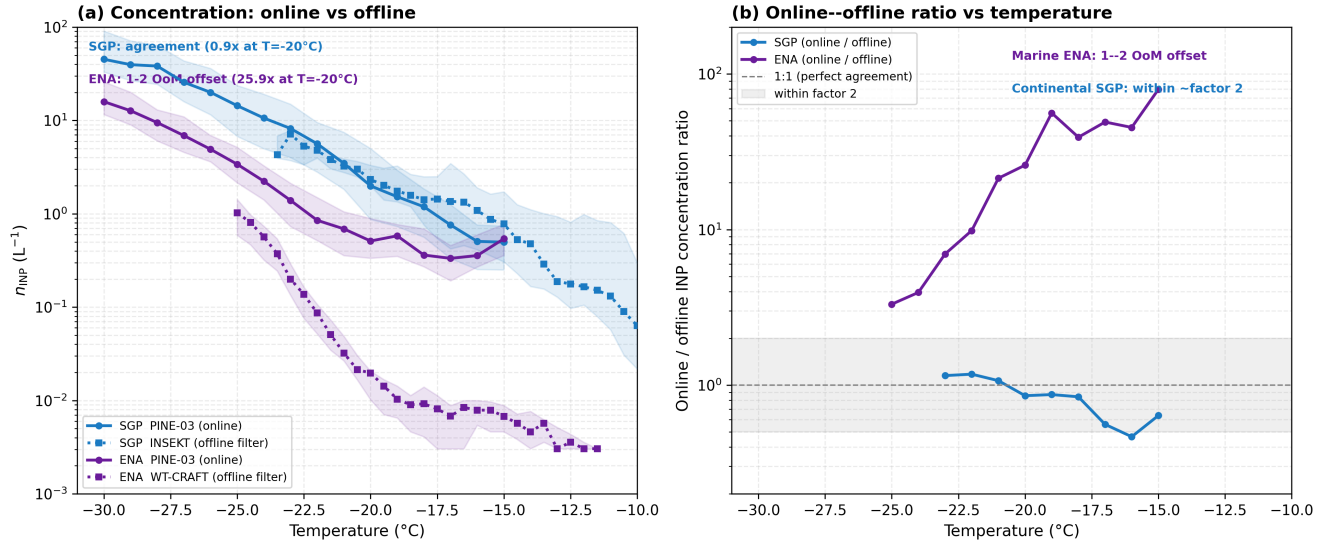 (a) Concentration: online vs offline
SGP: agreement (0.9x at T=-20°C)
ENA: 1-2 OoM offset (25.9x at T=-20°C)
10²
10¹
10⁰
10⁻¹
10⁻²
10⁻³
n_INP (L⁻¹)
SGP PINE-03 (online)
SGP INSEKT (offline filter)
ENA PINE-03 (online)
ENA WT-CRAFT (offline filter)
−30.0 −27.5 −25.0 −22.5 −20.0 −17.5 −15.0 −12.5 −10.0
Temperature (°C)
(b) Online--offline ratio vs temperature
SGP (online / offline)
ENA (online / offline)
1:1 (perfect agreement)
within factor 2
Marine ENA: 1--2 OoM offset
Continental SGP: within ~factor 2
10²
10¹
10⁰
Online / offline INP concentration ratio
−30.0 −27.5 −25.0 −22.5 −20.0 −17.5 −15.0 −12.5 −10.0
Temperature (°C)